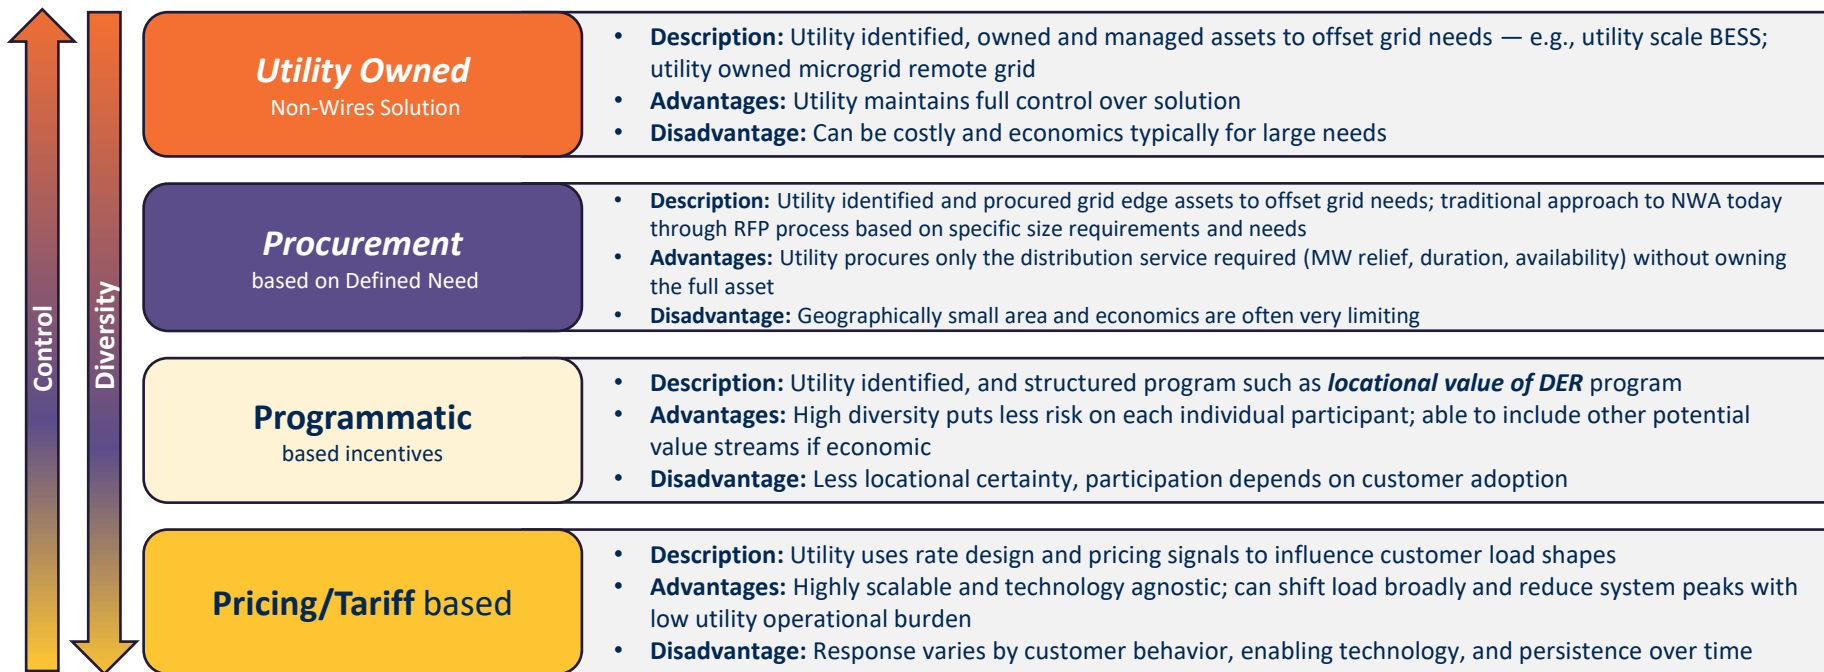 Control
Diversity
Utility Owned
Non-Wires Solution
• Description: Utility identified, owned and managed assets to offset grid needs — e.g., utility scale BESS;
utility owned microgrid remote grid
• Advantages: Utility maintains full control over solution
• Disadvantage: Can be costly and economics typically for large needs
Procurement
based on Defined Need
• Description: Utility identified and procured grid edge assets to offset grid needs; traditional approach to NWA today
through RFP process based on specific size requirements and needs
• Advantages: Utility procures only the distribution service required (MW relief, duration, availability) without owning
the full asset
• Disadvantage: Geographically small area and economics are often very limiting
Programmatic
based incentives
• Description: Utility identified, and structured program such as locational value of DER program
• Advantages: High diversity puts less risk on each individual participant; able to include other potential
value streams if economic
• Disadvantage: Less locational certainty, participation depends on customer adoption
Pricing/Tariff based
• Description: Utility uses rate design and pricing signals to influence customer load shapes
• Advantages: Highly scalable and technology agnostic; can shift load broadly and reduce system peaks with
low utility operational burden
• Disadvantage: Response varies by customer behavior, enabling technology, and persistence over time